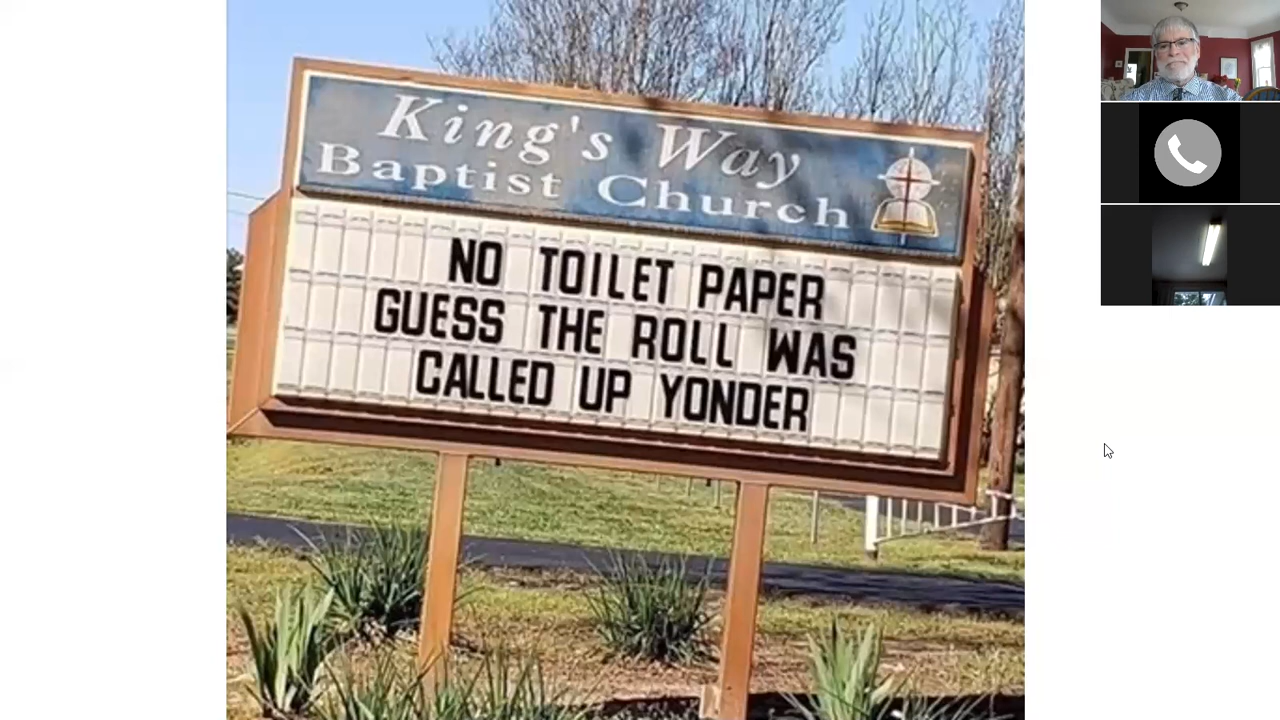 King's Way
Baptist Church
NO TOILET PAPER
GUESS THE ROLL WAS
CALLED UP YONDER